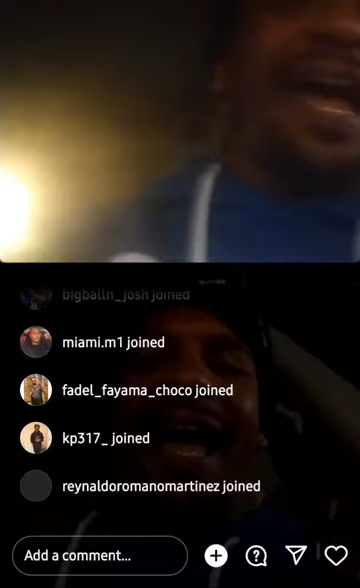 bigballn_josh joined
miami.m1 joined
fadel_fayama_choco joined
kp317_ joined
reynaldoromanomartinez joined
Add a comment...